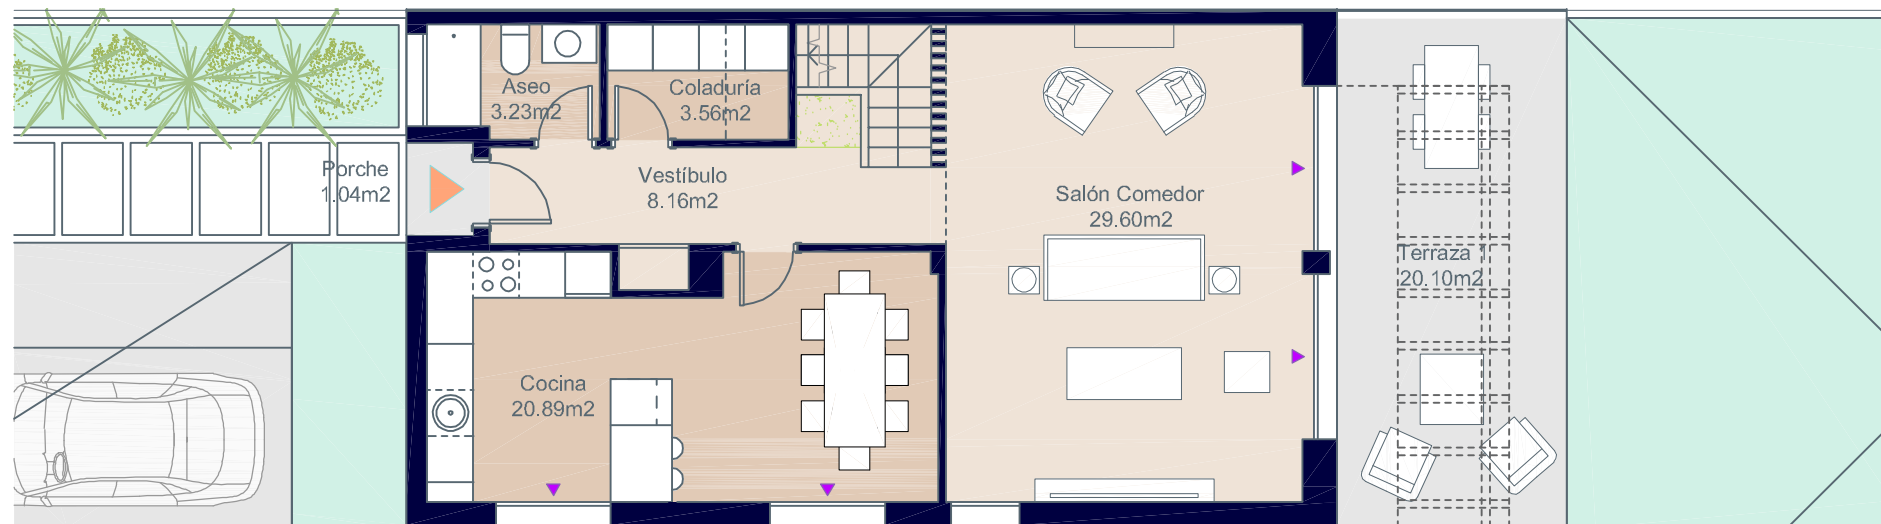 Aseo
3.23m2
Coladuría
3.56m2
Porche
1.04m2
Vestíbulo
8.16m2
Salón Comedor
29.60m2
Terraza 1
20.10m2
Cocina
20.89m2